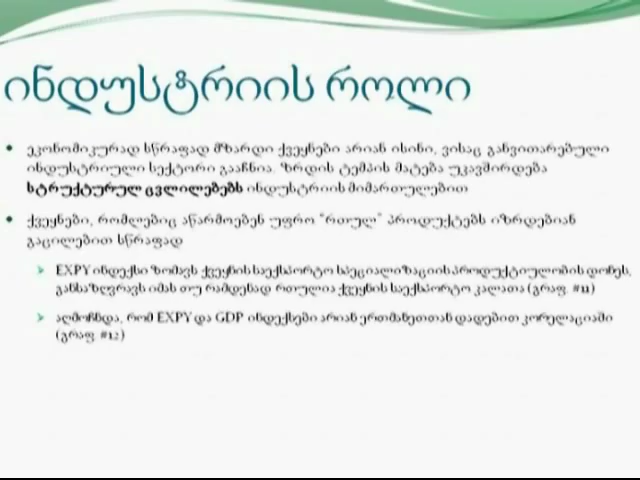 ინდუსტრიის როლი
ეკონომიკურად სწრაფად მზარდი ქვეყნები არიან ისინი, ვისაც განვითარებული
ინდუსტრიული სექტორი გააჩნია. ზრდის ტემპის მატება უკავშირდება
სტრუქტურულ ცვლილებებს ინდუსტრიის მიმართულებით
ქვეყნები, რომლებიც აწარმოებენ უფრო "რთულ" პროდუქტებს იზრდებიან
გაცილებით სწრაფად
EXPY ინდექსი ზომავს ქვეყნის საექსპორტო სპეციალიზაციის პროდუქტიულობის დონეს,
განსაზღვრავს იმას თუ რამდენად რთულია ქვეყნის საექსპორტო კალათა (გრაფ. #11)
აღმოჩნდა, რომ EXPY და GDP ინდექსები არიან ერთმანეთთან დადებით კორელაციაში
(გრაფ. #12)